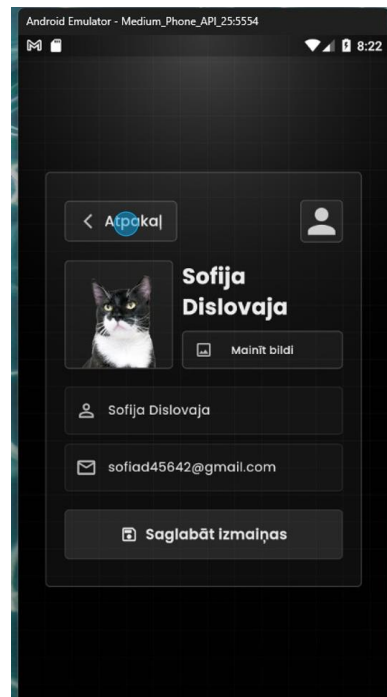 Android Emulator - Medium_Phone_API_25:5554
8:22
Atpakaļ
Sofija
Dislovaja
Mainīt bildi
Sofija Dislovaja
sofiad45642@gmail.com
Saglabāt izmaiņas